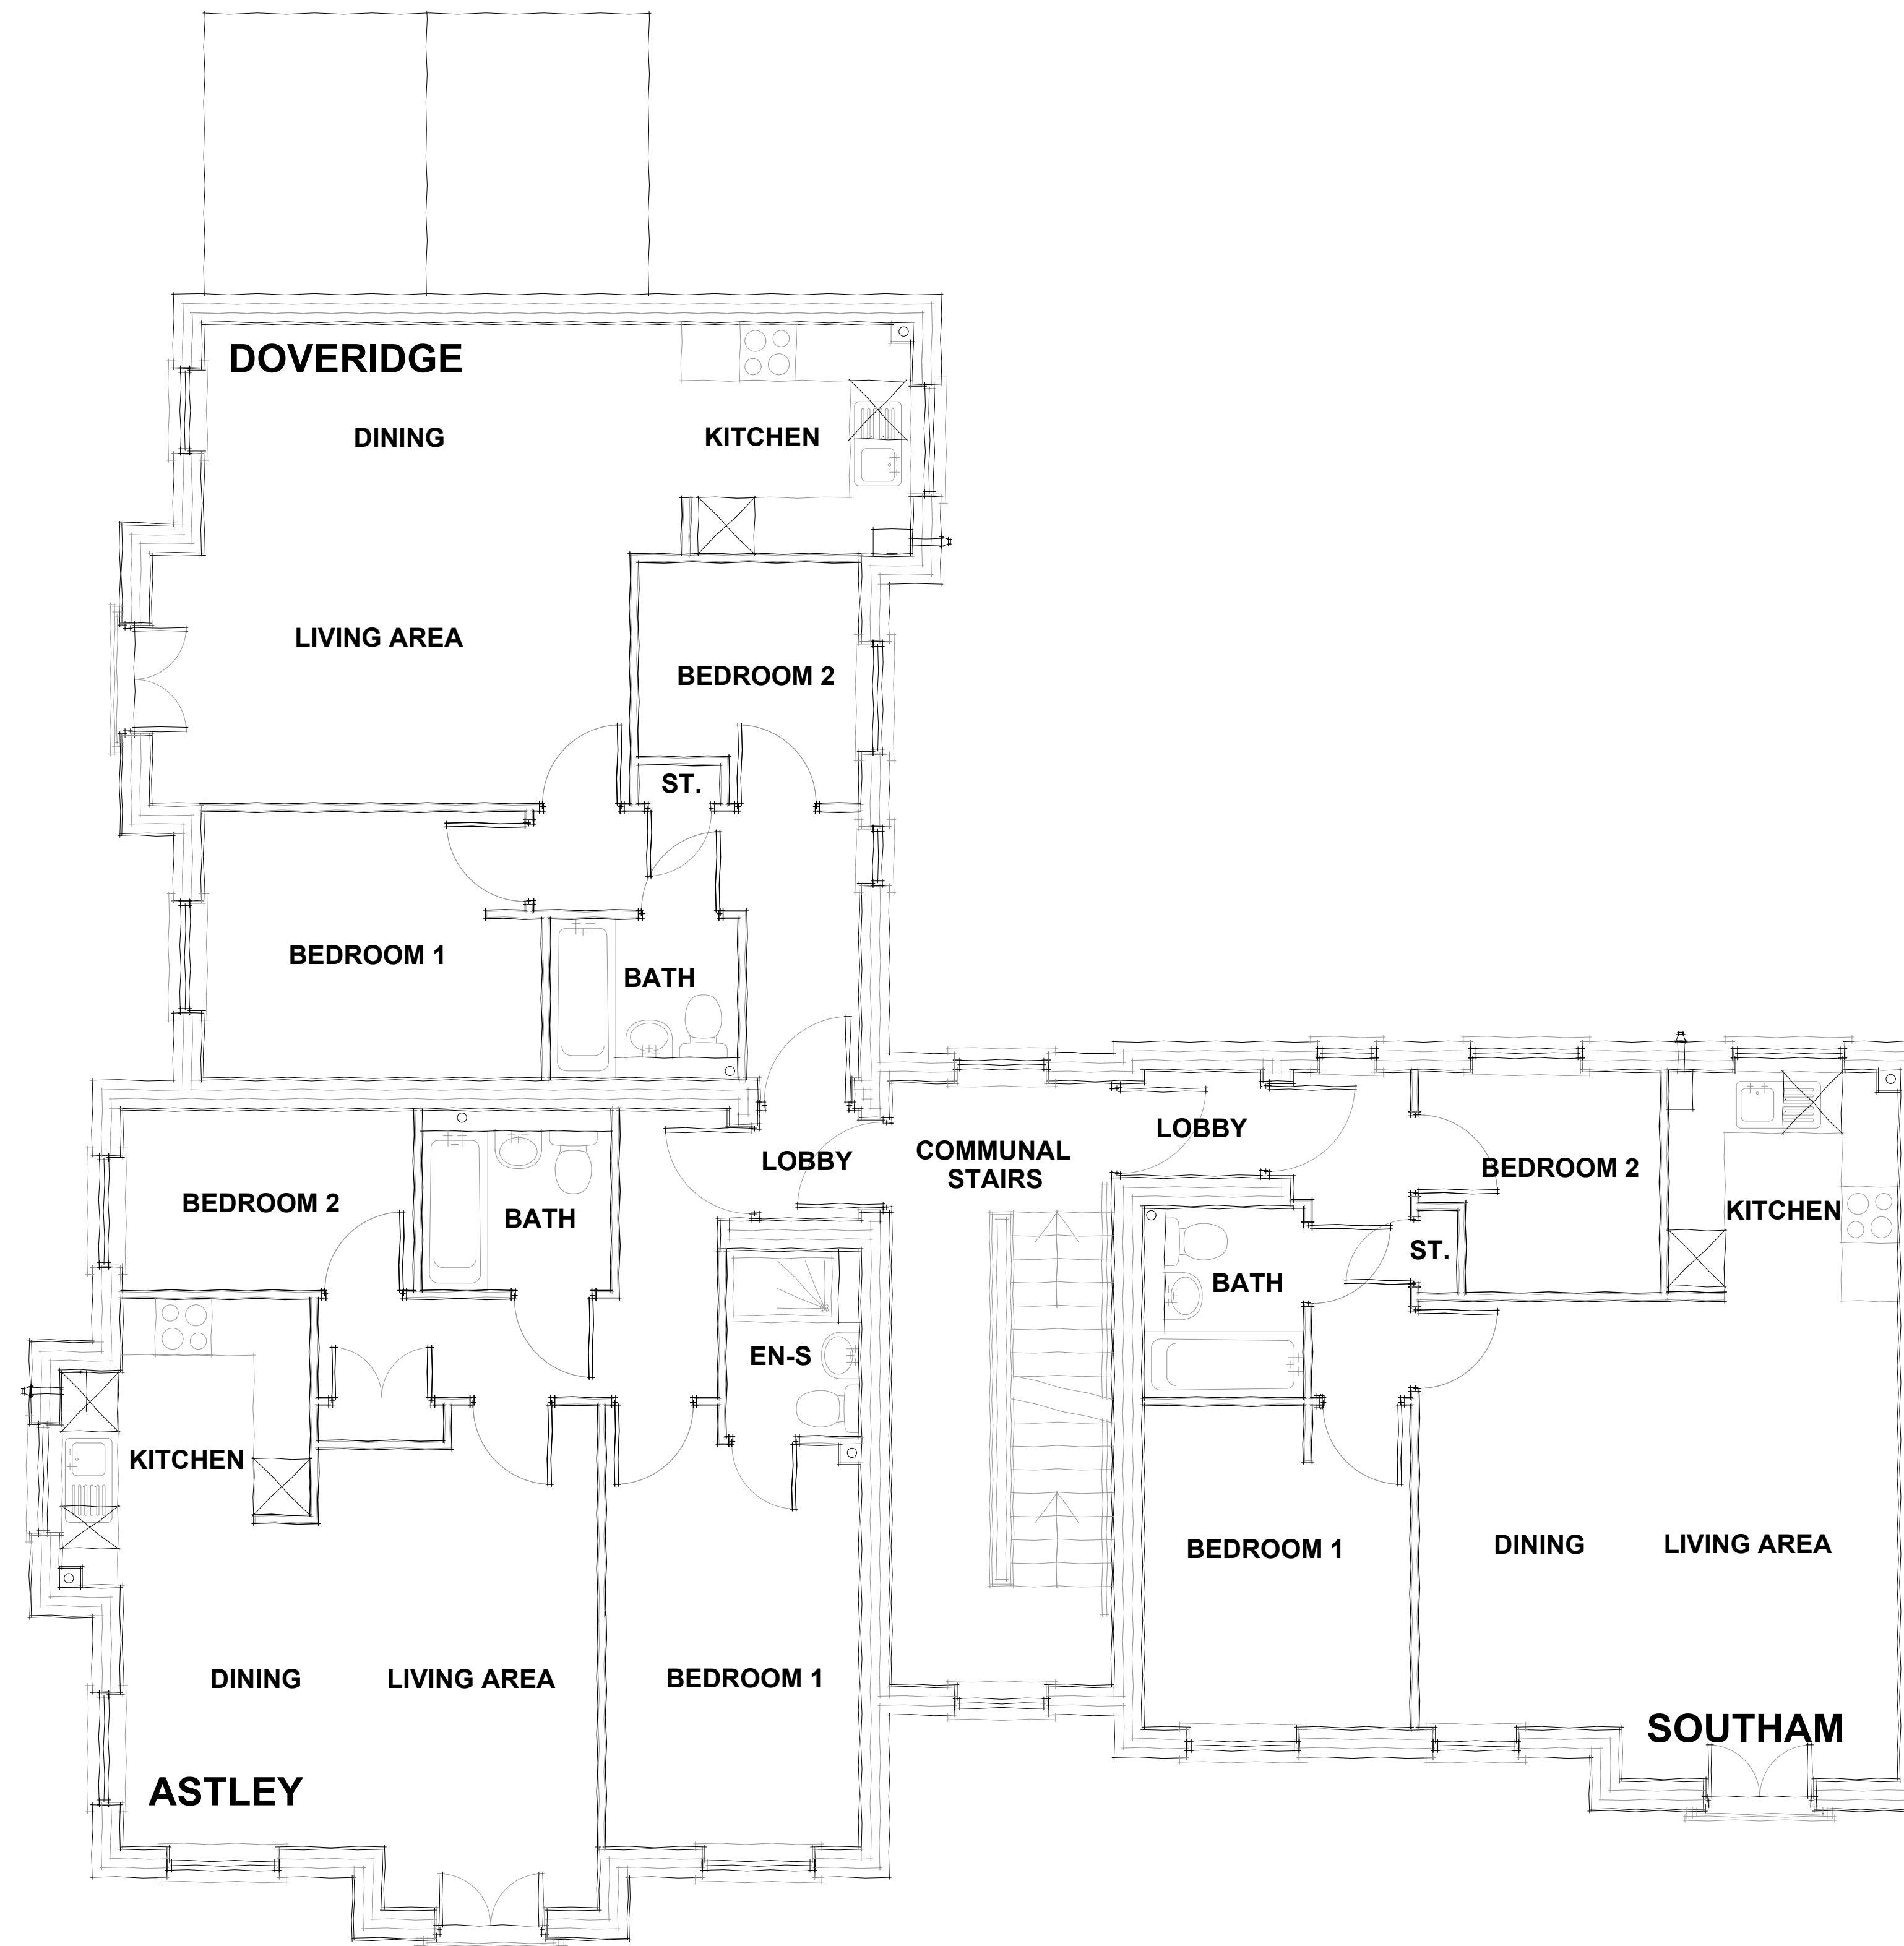 DOVERIDGE
DINING
KITCHEN
LIVING AREA
BEDROOM 2
ST.
BEDROOM 1
BATH
LOBBY
COMMUNAL
STAIRS
LOBBY
BEDROOM 2
KITCHEN
BEDROOM 2
BATH
ST.
BATH
EN-S
KITCHEN
BEDROOM 1
DINING
LIVING AREA
DINING
LIVING AREA
BEDROOM 1
SOUTHAM
ASTLEY